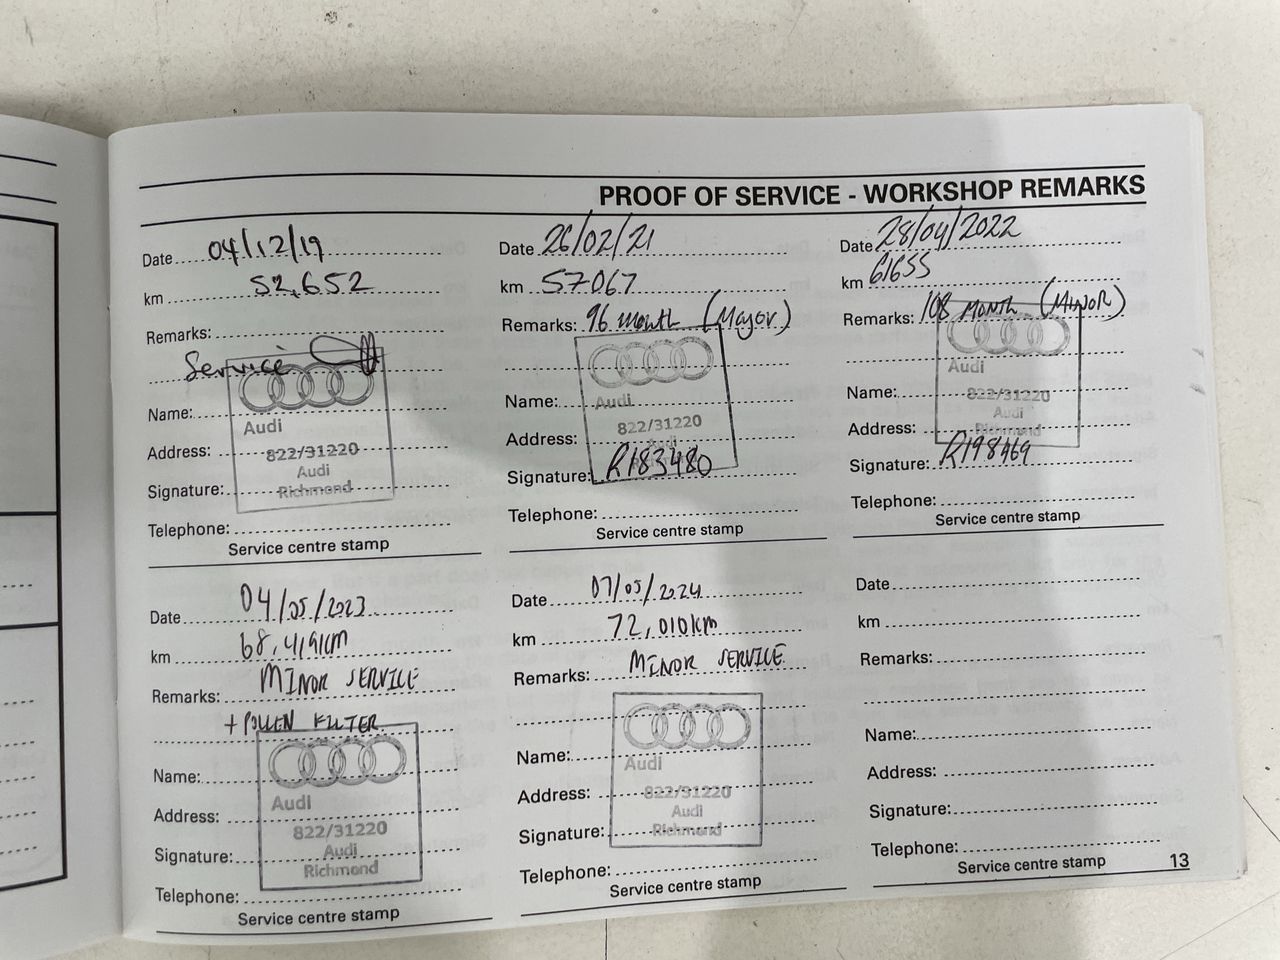 PROOF OF SERVICE - WORKSHOP REMARKS
Date 04/12/19
km 52,652
Remarks:
Service
Name:
Audi
Address: 822/31220
Audi
Signature: Richmond
Telephone:
Service centre stamp
Date 26/02/21
km 57067
Remarks: 96 month (Major)
Name: Audi
822/31220
Address: Audi
Signature: R183480
Telephone:
Service centre stamp
Date 28/04/2022
km 61655
Remarks: 108 MONTH (MINOR)
Audi
Name: 822/31220
Audi
Address: Richmond
Signature: R198469
Telephone:
Service centre stamp
Date 04/05/2023
km 68,419km
Remarks: MINOR SERVICE
+ POLLEN FILTER
Name:
Audi
Address: 822/31220
Signature: Audi
Richmond
Telephone:
Service centre stamp
Date 07/05/2024
km 72,010km
Remarks: MINOR SERVICE
Name: Audi
Address: 822/31220
Audi
Signature: Richmond
Telephone:
Service centre stamp
Date
km
Remarks:
Name:
Address:
Signature:
Telephone:
Service centre stamp
13